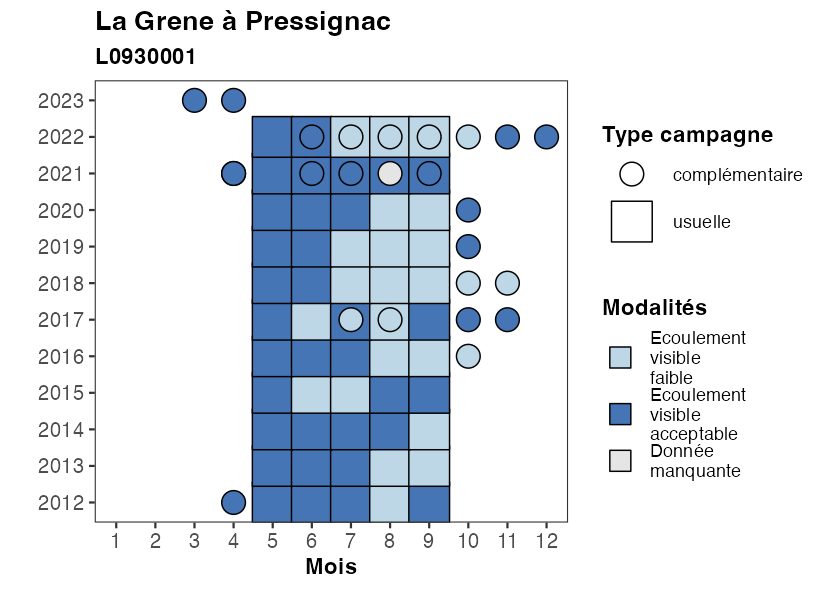 La Grene à Pressignac
L0930001
2023
2022
2021
2020
2019
2018
2017
2016
2015
2014
2013
2012
1 2 3 4 5 6 7 8 9 10 11 12
Mois
Type campagne
complémentaire
usuelle
Modalités
Ecoulement
visible
faible
Ecoulement
visible
acceptable
Donnée
manquante